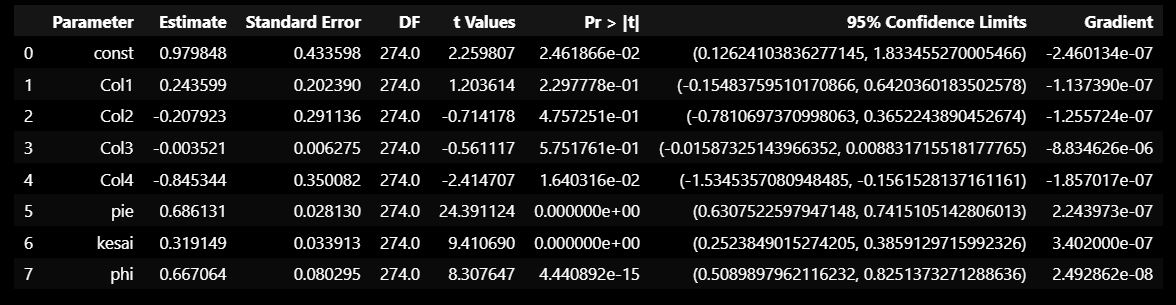 Parameter Estimate Standard Error DF t Values Pr > |t| 95% Confidence Limits Gradient
0 const 0.979848 0.433598 274.0 2.259807 2.461866e-02 (0.12624103836277145, 1.833455270005466) -2.460134e-07
1 Col1 0.243599 0.202390 274.0 1.203614 2.297778e-01 (-0.15483759510170866, 0.6420360183502578) -1.137390e-07
2 Col2 -0.207923 0.291136 274.0 -0.714178 4.757251e-01 (-0.7810697370998063, 0.3652243890452674) -1.255724e-07
3 Col3 -0.003521 0.006275 274.0 -0.561117 5.751761e-01 (-0.01587325143966352, 0.008831715518177765) -8.834626e-06
4 Col4 -0.845344 0.350082 274.0 -2.414707 1.640316e-02 (-1.5345357080948485, -0.1561528137161161) -1.857017e-07
5 pie 0.686131 0.028130 274.0 24.391124 0.000000e+00 (0.6307522597947148, 0.7415105142806013) 2.243973e-07
6 kesai 0.319149 0.033913 274.0 9.410690 0.000000e+00 (0.2523849015274205, 0.3859129715992326) 3.402000e-07
7 phi 0.667064 0.080295 274.0 8.307647 4.440892e-15 (0.5089897962116232, 0.8251373271288636) 2.492862e-08